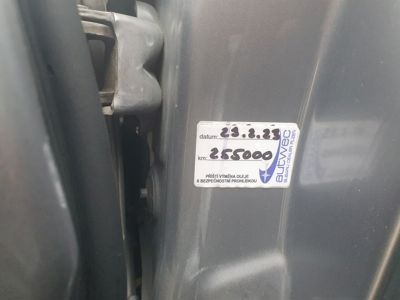 datum: 23.2.23
km: 255000
PŘÍŠTÍ VÝMĚNA OLEJE
S BEZPEČNOSTNÍ PROHLÍDKOU
autwec